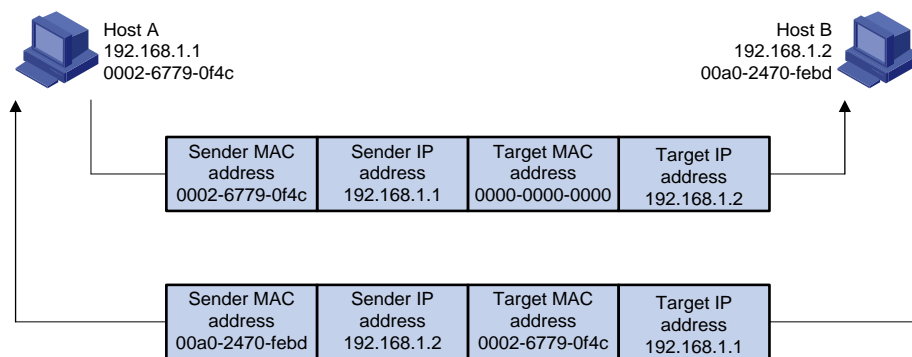 Host A
192.168.1.1
0002-6779-0f4c
Host B
192.168.1.2
00a0-2470-febd
Sender MAC
address
0002-6779-0f4c
Sender IP
address
192.168.1.1
Target MAC
address
0000-0000-0000
Target IP
address
192.168.1.2
Sender MAC
address
00a0-2470-febd
Sender IP
address
192.168.1.2
Target MAC
address
0002-6779-0f4c
Target IP
address
192.168.1.1